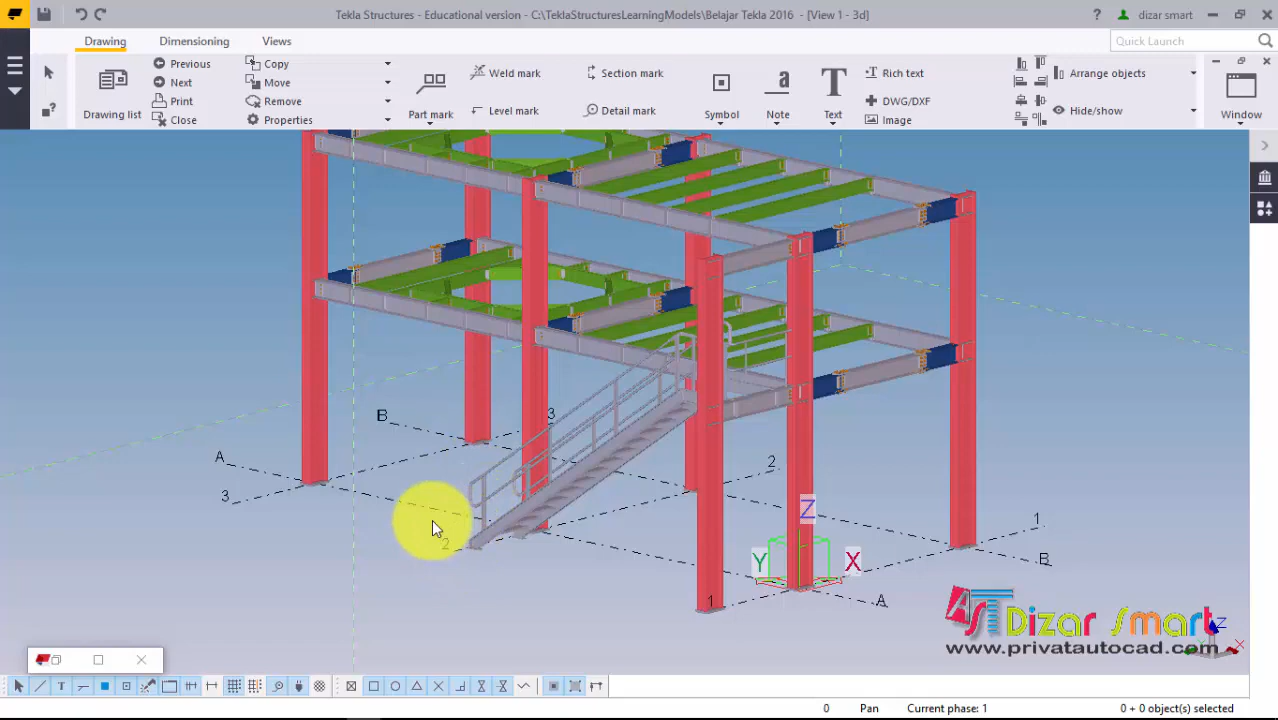 Tekla Structures - Educational version - C:\TeklaStructuresLearningModels\Belajar Tekla 2016 - [View 1 - 3d]
? dizar smart
Drawing Dimensioning Views
Quick Launch
Previous
Next
Print
Close
Drawing list
Copy
Move
Remove
Properties
Part mark
Weld mark
Level mark
Section mark
Detail mark
Symbol
a
Note
T
Text
A Rich text
DWG/DXF
Image
Arrange objects
Hide/show
Window
B
3
A
3
2
2
1
B
Z
Y
X
1
A
AST Dizar Smart
www.privatautocad.com
Z
X
0 Pan Current phase: 1 0 + 0 object(s) selected